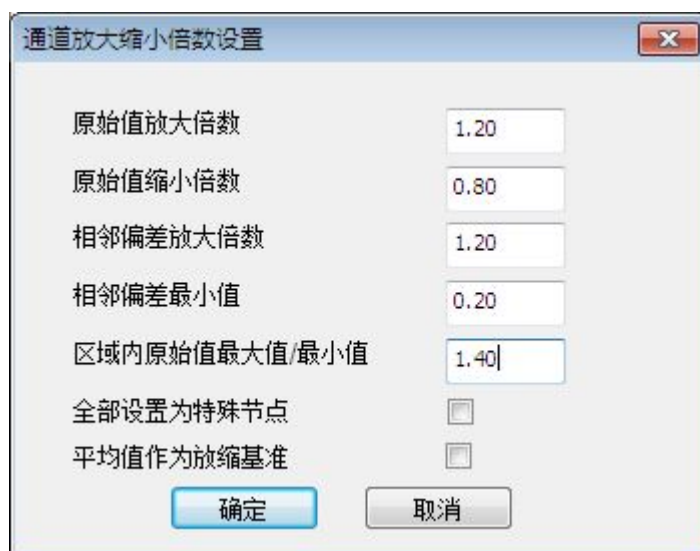 通道放大缩小倍数设置
原始值放大倍数 1.20
原始值缩小倍数 0.80
相邻偏差放大倍数 1.20
相邻偏差最小值 0.20
区域内原始值最大值/最小值 1.40
全部设置为特殊节点
平均值作为放缩基准
确定 取消